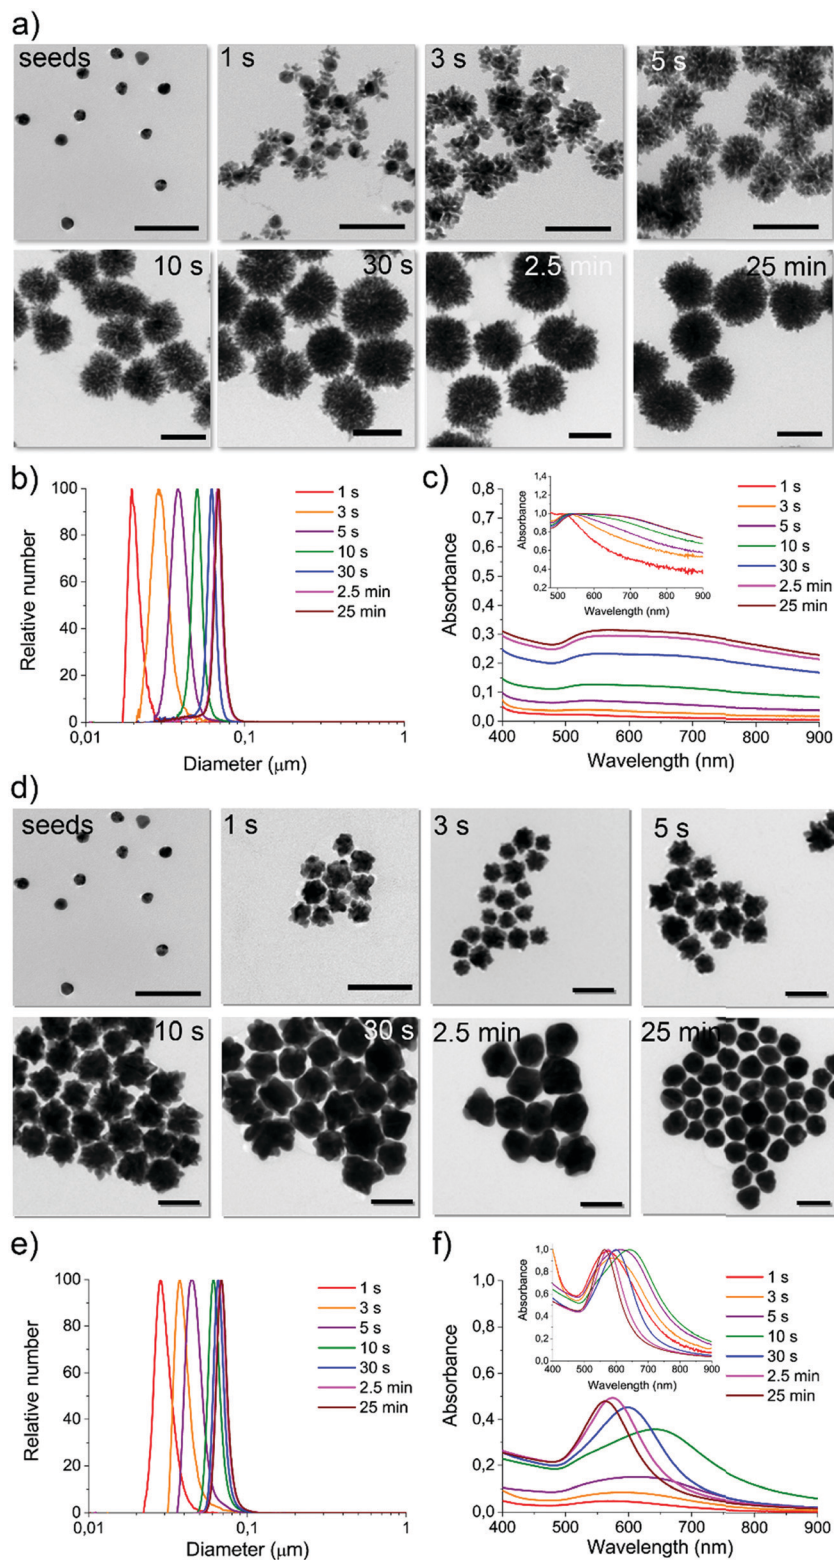 a)
seeds
1 s
3 s
5 s
10 s
30 s
2.5 min
25 min
b)
100
80
60
40
20
0
Relative number
0,01
0,1
1
Diameter (μm)
1 s
3 s
5 s
10 s
30 s
2.5 min
25 min
c)
0,8
0,7
0,6
0,5
0,4
0,3
0,2
0,1
0,0
Absorbance
400
500
600
700
800
900
Wavelength (nm)
1,4
1,2
1,0
0,8
0,6
0,4
0,2
Absorbance
500
600
700
800
900
Wavelength (nm)
1 s
3 s
5 s
10 s
30 s
2.5 min
25 min
d)
seeds
1 s
3 s
5 s
10 s
30 s
2.5 min
25 min
e)
100
80
60
40
20
0
Relative number
0,01
0,1
1
Diameter (μm)
1 s
3 s
5 s
10 s
30 s
2.5 min
25 min
f)
1,0
0,8
0,6
0,4
0,2
0,0
Absorbance
400
500
600
700
800
900
Wavelength (nm)
1,0
0,8
0,6
0,4
0,2
0,0
Absorbance
400
500
600
700
800
900
Wavelength (nm)
1 s
3 s
5 s
10 s
30 s
2.5 min
25 min